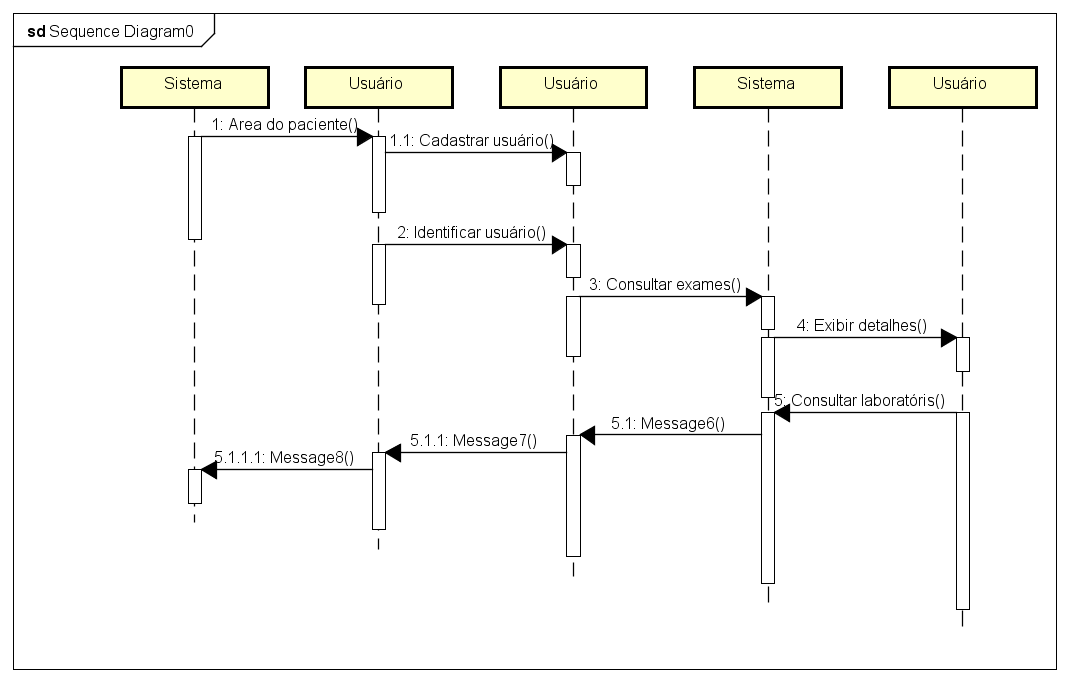 sd Sequence Diagram0
Sistema
Usuário
Usuário
Sistema
Usuário
1: Area do paciente()
1.1: Cadastrar usuário()
2: Identificar usuário()
3: Consultar exames()
4: Exibir detalhes()
5: Consultar laboratóris()
5.1: Message6()
5.1.1: Message7()
5.1.1.1: Message8()